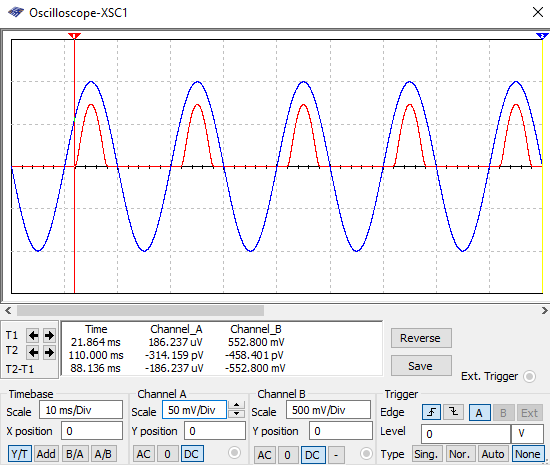 Oscilloscope-XSC1
1
2
T1
T2
T2-T1
Time Channel_A Channel_B
21.864 ms 186.237 uV 552.800 mV
110.000 ms -314.159 pV -458.401 pV
88.136 ms -186.237 uV -552.800 mV
Reverse
Save
Ext. Trigger
Timebase
Scale 10 ms/Div
X position 0
Y/T Add B/A A/B
Channel A
Scale 50 mV/Div
Y position 0
AC 0 DC
Channel B
Scale 500 mV/Div
Y position 0
AC 0 DC -
Trigger
Edge A B Ext
Level 0 V
Type Sing. Nor. Auto None